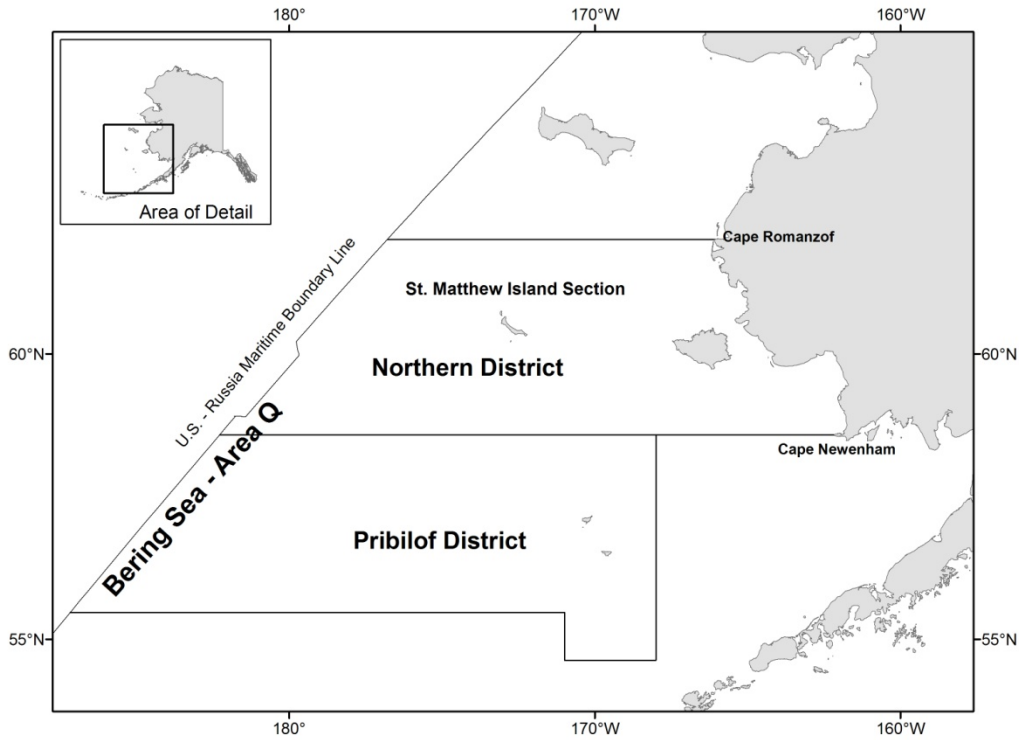 180°
170°W
160°W
Area of Detail
Cape Romanzof
U.S. - Russia Maritime Boundary Line
St. Matthew Island Section
60°N
60°N
Northern District
Bering Sea - Area Q
Cape Newenham
Pribilof District
55°N
55°N
180°
170°W
160°W